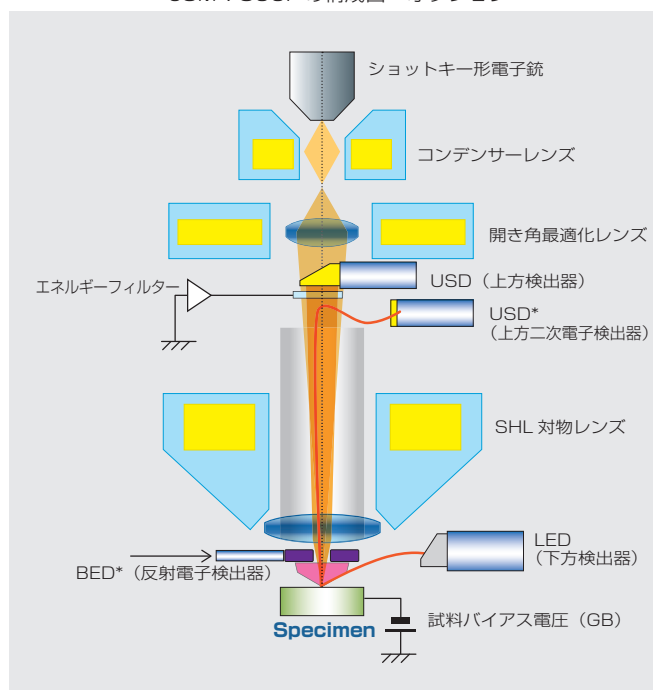 ショットキー形電子銃
コンデンサーレンズ
開き角最適化レンズ
USD（上方検出器）
エネルギーフィルター
USD*
（上方二次電子検出器）
SHL 対物レンズ
LED
（下方検出器）
BED*（反射電子検出器）
試料バイアス電圧（GB）
Specimen